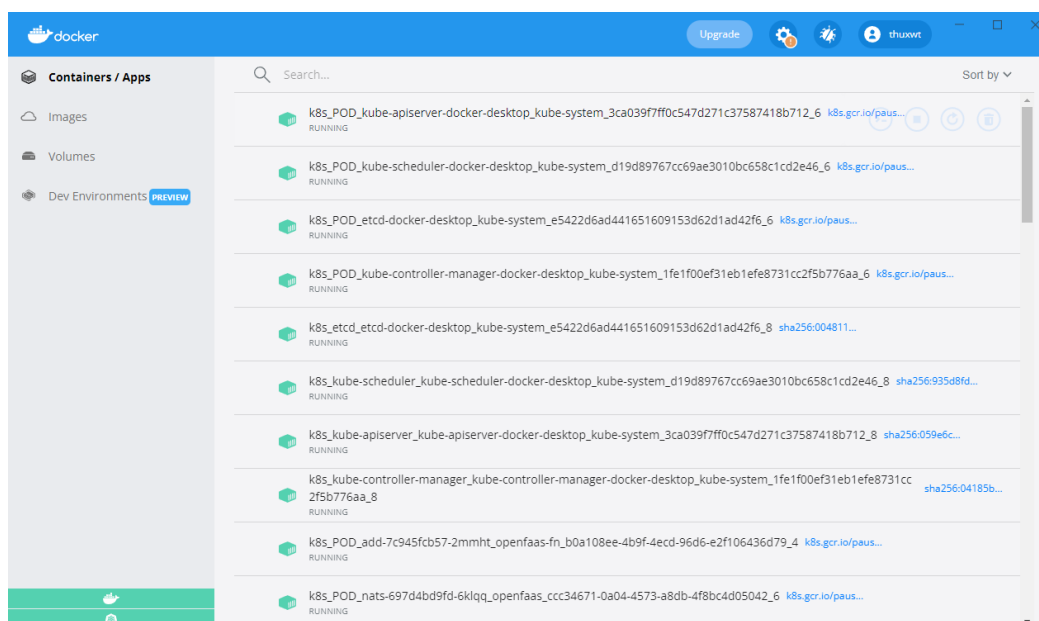 docker
Upgrade
thuxwt
Containers / Apps
Images
Volumes
Dev Environments PREVIEW
Search...
Sort by
k8s_POD_kube-apiserver-docker-desktop_kube-system_3ca039f7ff0c547d271c37587418b712_6 k8s.gcr.io/paus...
RUNNING
k8s_POD_kube-scheduler-docker-desktop_kube-system_d19d89767cc69ae3010bc658c1cd2e46_6 k8s.gcr.io/paus...
RUNNING
k8s_POD_etcd-docker-desktop_kube-system_e5422d6ad441651609153d62d1ad42f6_6 k8s.gcr.io/paus...
RUNNING
k8s_POD_kube-controller-manager-docker-desktop_kube-system_1fe1f00ef31eb1efe8731cc2f5b776aa_6 k8s.gcr.io/paus...
RUNNING
k8s_etcd_etcd-docker-desktop_kube-system_e5422d6ad441651609153d62d1ad42f6_8 sha256:004811...
RUNNING
k8s_kube-scheduler_kube-scheduler-docker-desktop_kube-system_d19d89767cc69ae3010bc658c1cd2e46_8 sha256:935d8fd...
RUNNING
k8s_kube-apiserver_kube-apiserver-docker-desktop_kube-system_3ca039f7ff0c547d271c37587418b712_8 sha256:059e6c...
RUNNING
k8s_kube-controller-manager_kube-controller-manager-docker-desktop_kube-system_1fe1f00ef31eb1efe8731cc
2f5b776aa_8 sha256:04185b...
RUNNING
k8s_POD_add-7c945fcb57-2mmht_openfaas-fn_b0a108ee-4b9f-4ecd-96d6-e2f106436d79_4 k8s.gcr.io/paus...
RUNNING
k8s_POD_nats-697d4bd9fd-6klqq_openfaas_ccc34671-0a04-4573-a8db-4f8bc4d05042_6 k8s.gcr.io/paus...
RUNNING